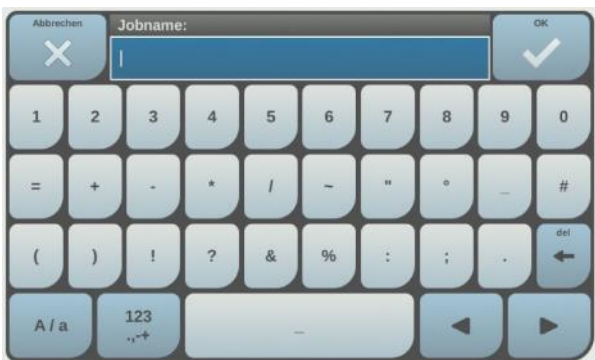 Abbrechen Jobname: OK
1 2 3 4 5 6 7 8 9 0
= + - * / ~ " ° _ #
( ) ! ? & % : ; . del
A / a 123 _
.,-+